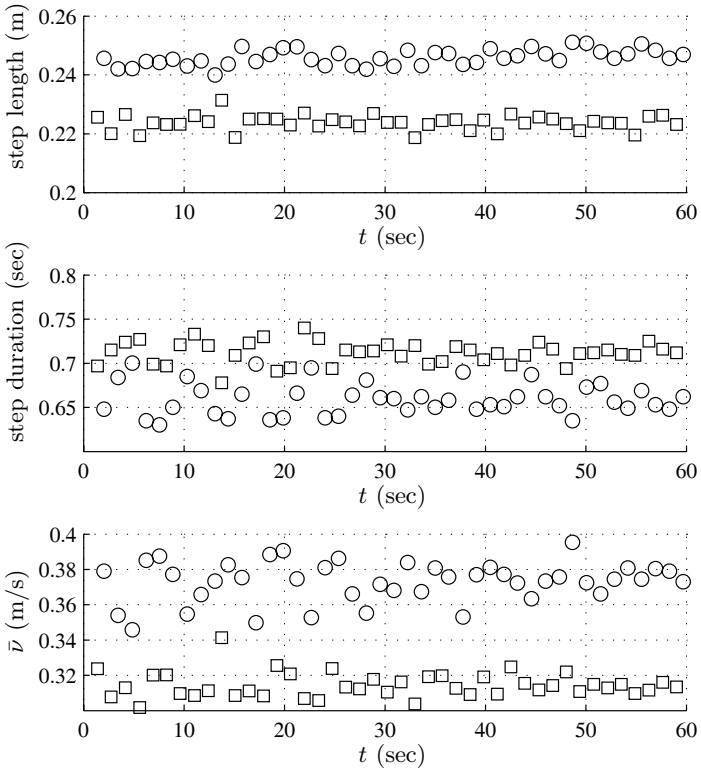 0.26
0.24
0.22
0.2
step length (m)
0 10 20 30 40 50 60
t (sec)
0.8
0.75
0.7
0.65
step duration (sec)
0 10 20 30 40 50 60
t (sec)
0.4
0.38
0.36
0.34
0.32
ν̄ (m/s)
0 10 20 30 40 50 60
t (sec)